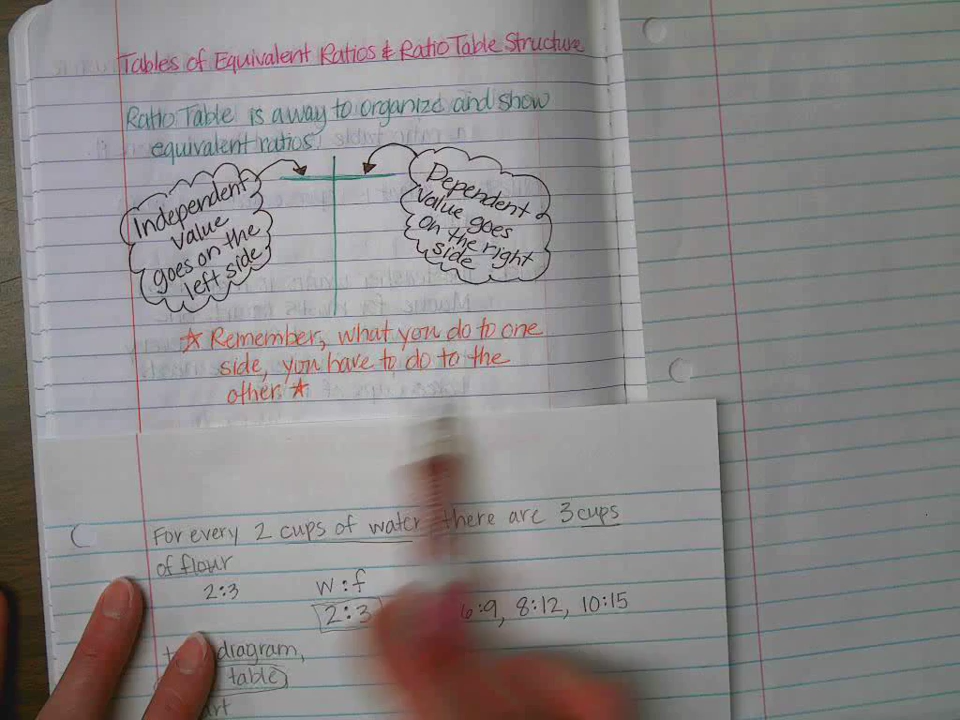 Tables of Equivalent Ratios & Ratio Table Structure
Ratio Table is a way to organize and show
equivalent ratios.
Independent
value
goes on the
left side
Dependent
value goes
on the right
side
☆ Remember, what you do to one
side, you have to do to the
other. ☆
For every 2 cups of water there are 3 cups
of flour
2:3
w:f
2:3
6:9, 8:12, 10:15
diagram,
table